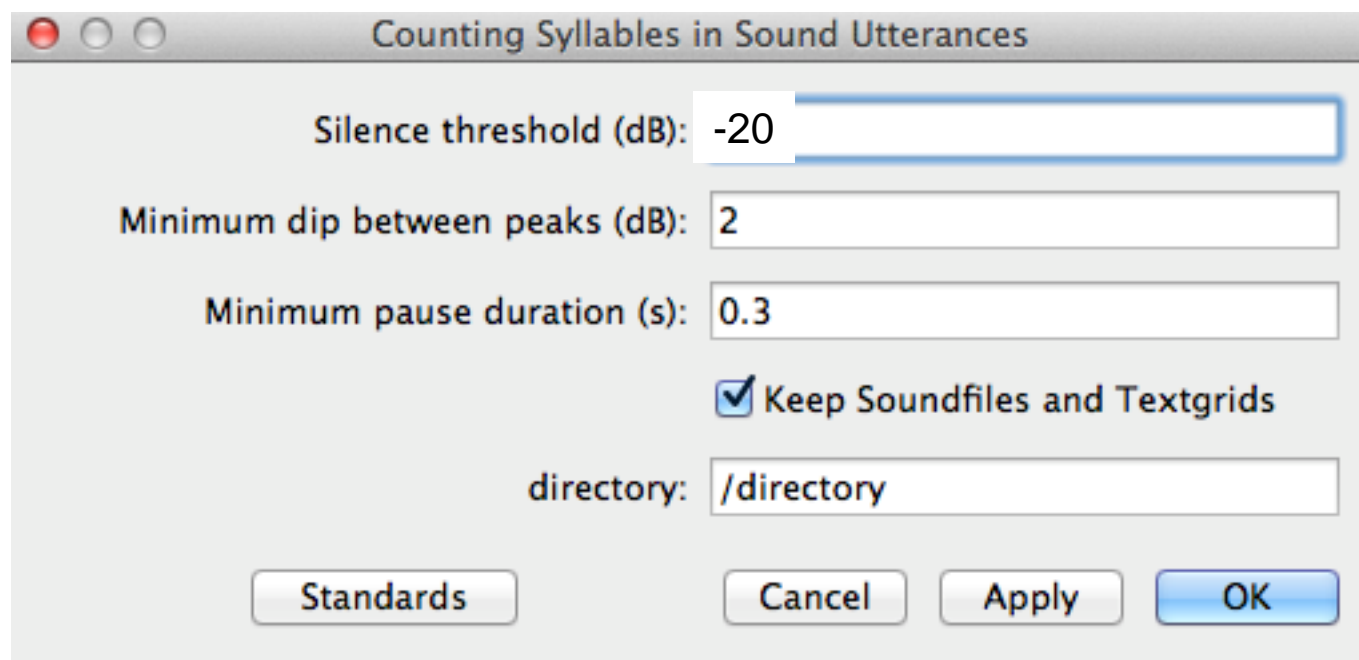 Counting Syllables in Sound Utterances
Silence threshold (dB): -20
Minimum dip between peaks (dB): 2
Minimum pause duration (s): 0.3
Keep Soundfiles and Textgrids
directory: /directory
Standards Cancel Apply OK